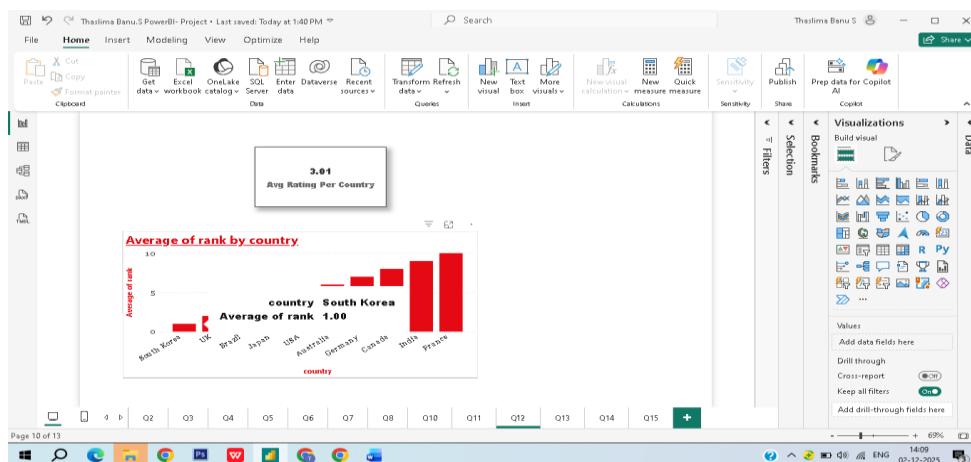 Thaslima Banu.S PowerBi- Project • Last saved: Today at 1:40 PM
Search
Thaslima Banu S
File Home Insert Modeling View Optimize Help
Share
Paste
Cut
Copy
Format painter
Clipboard
Get data
Excel workbook
OneLake catalog
SQL Server
Enter data
Dataverse
Recent sources
Data
Transform data
Refresh
Queries
New visual
Text box
More visuals
Insert
New visual calculation
New measure
Quick measure
Calculations
Sensitivity
Sensitivity
Publish
Share
Prep data for AI
Copilot
Copilot
3.01
Avg Rating Per Country
Average of rank by country
Average of rank
10
5
0
country South Korea
Average of rank 1.00
South Korea
UK
Brazil
Japan
USA
Australia
Germany
Canada
India
France
country
Filters
Selection
Bookmarks
Visualizations
Build visual
R Py
Values
Add data fields here
Drill through
Cross-report
Off
Keep all filters
On
Add drill-through fields here
Data
Q2 Q3 Q4 Q5 Q6 Q7 Q8 Q10 Q11 Q12 Q13 Q14 Q15
Page 10 of 13
69%
ENG
14:09
02-12-2025